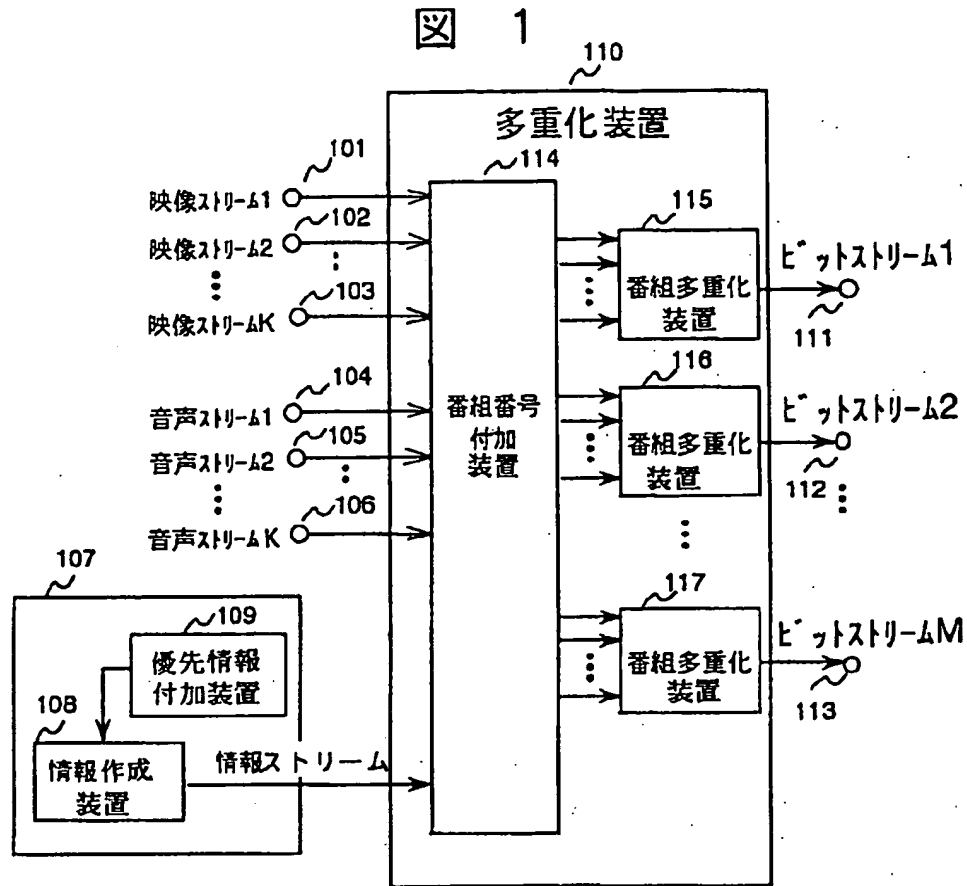 図 1
110
多重化装置
101
映像ストリーム1
102
映像ストリーム2
103
映像ストリームK
104
音声ストリーム1
105
音声ストリーム2
106
音声ストリームK
114
番組番号
付加
装置
115
番組多重化
装置
ビットストリーム1
111
116
番組多重化
装置
ビットストリーム2
112
117
番組多重化
装置
ビットストリームM
113
107
109
優先情報
付加装置
108
情報作成
装置
情報ストリーム